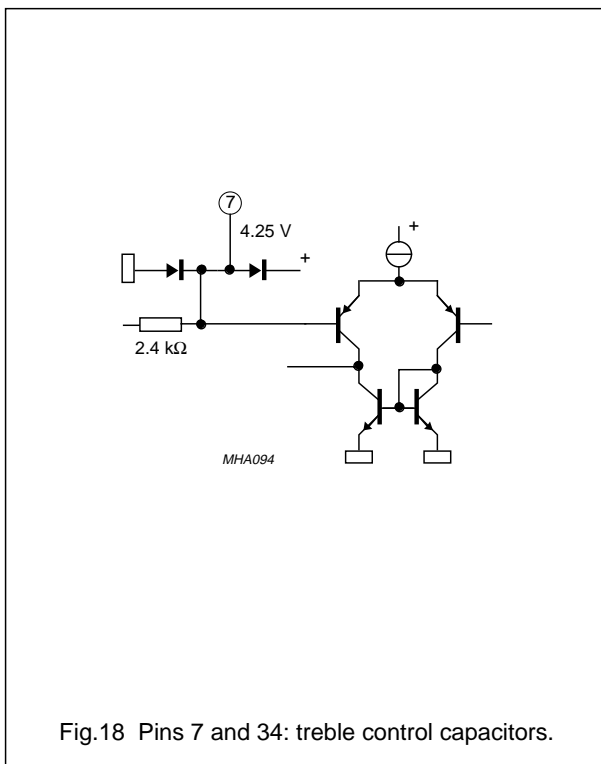 7
4.25 V
+
+
2.4 kΩ
MHA094
Fig.18 Pins 7 and 34: treble control capacitors.